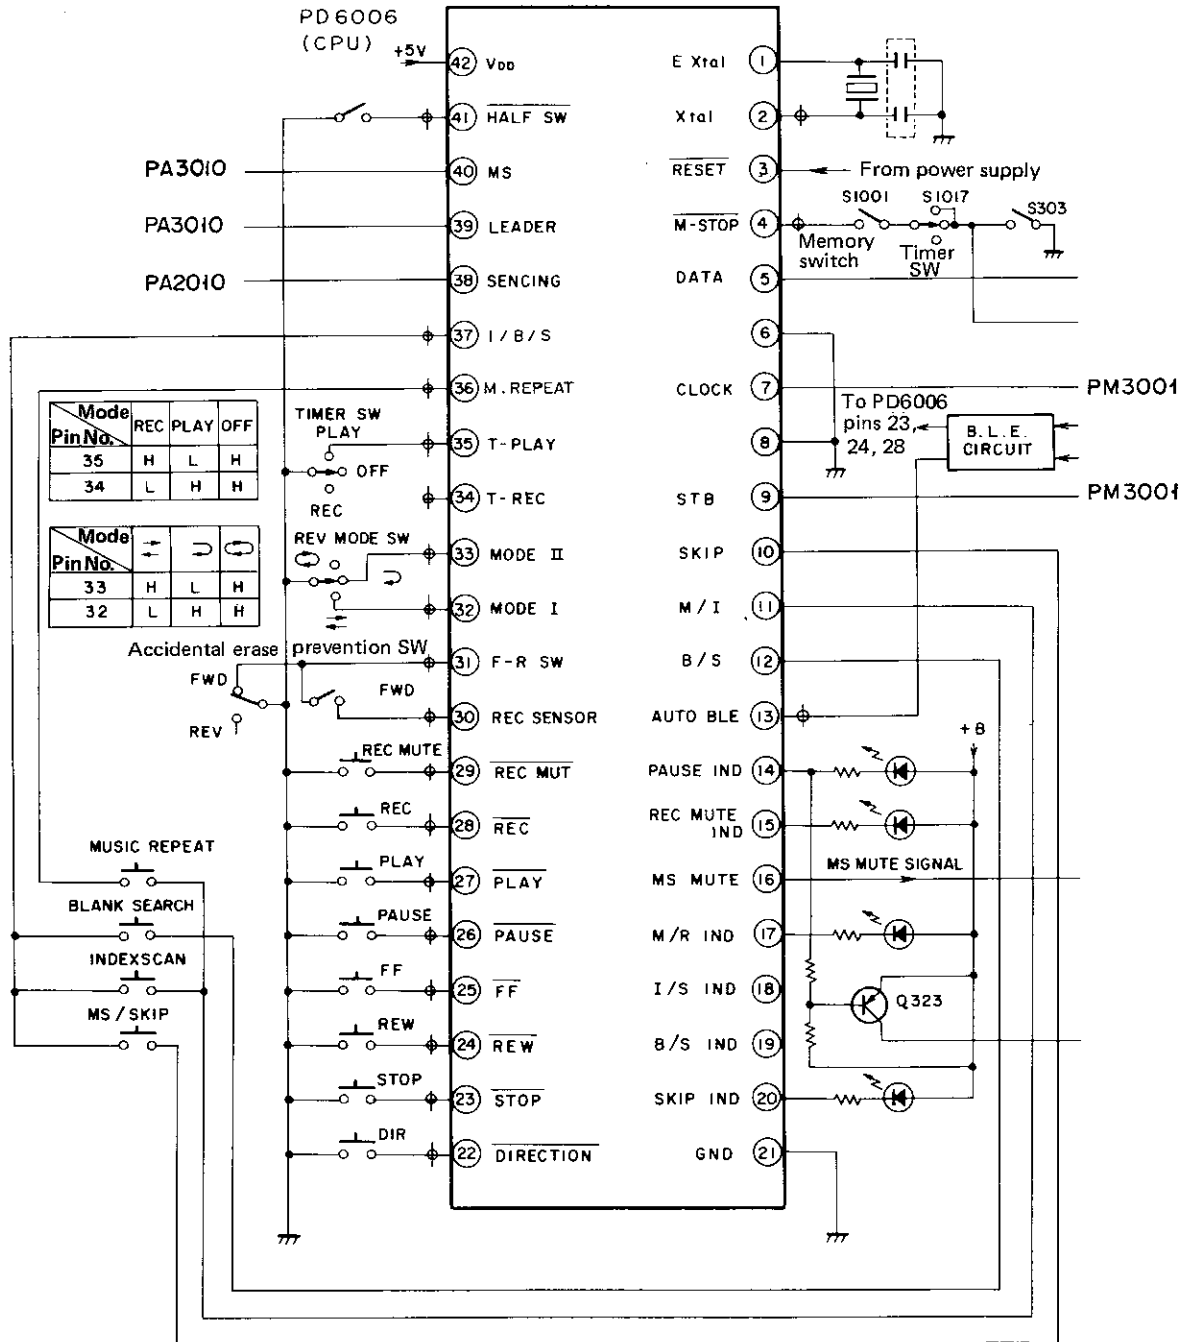 PD6006
(CPU)
+5V
42 VDD
41 HALF SW
PA3010
40 MS
PA3010
39 LEADER
PA2010
38 SENCING
37 I/B/S
36 M.REPEAT
Mode REC PLAY OFF
Pin No.
35 H L H
34 L H H
TIMER SW
PLAY
OFF
REC
35 T-PLAY
34 T-REC
Mode
Pin No.
33 H L H
32 L H H
REV MODE SW
33 MODE II
32 MODE I
Accidental erase prevention SW
FWD
REV
FWD
31 F-R SW
30 REC SENSOR
REC MUTE
29 REC MUT
REC
28 REC
PLAY
27 PLAY
PAUSE
26 PAUSE
FF
25 FF
REW
24 REW
STOP
23 STOP
DIR
22 DIRECTION
MUSIC REPEAT
BLANK SEARCH
INDEXSCAN
MS/SKIP
E Xtal 1
Xtal 2
RESET 3
From power supply
M-STOP 4
S1001
S1017
S303
Memory
switch
Timer
SW
DATA 5
6
CLOCK 7
PM3001
To PD6006
pins 23,
24, 28
B.L.E.
CIRCUIT
8
STB 9
PM3001
SKIP 10
M/I 11
B/S 12
AUTO BLE 13
+B
PAUSE IND 14
REC MUTE
IND 15
MS MUTE 16
MS MUTE SIGNAL
M/R IND 17
I/S IND 18
Q323
B/S IND 19
SKIP IND 20
GND 21